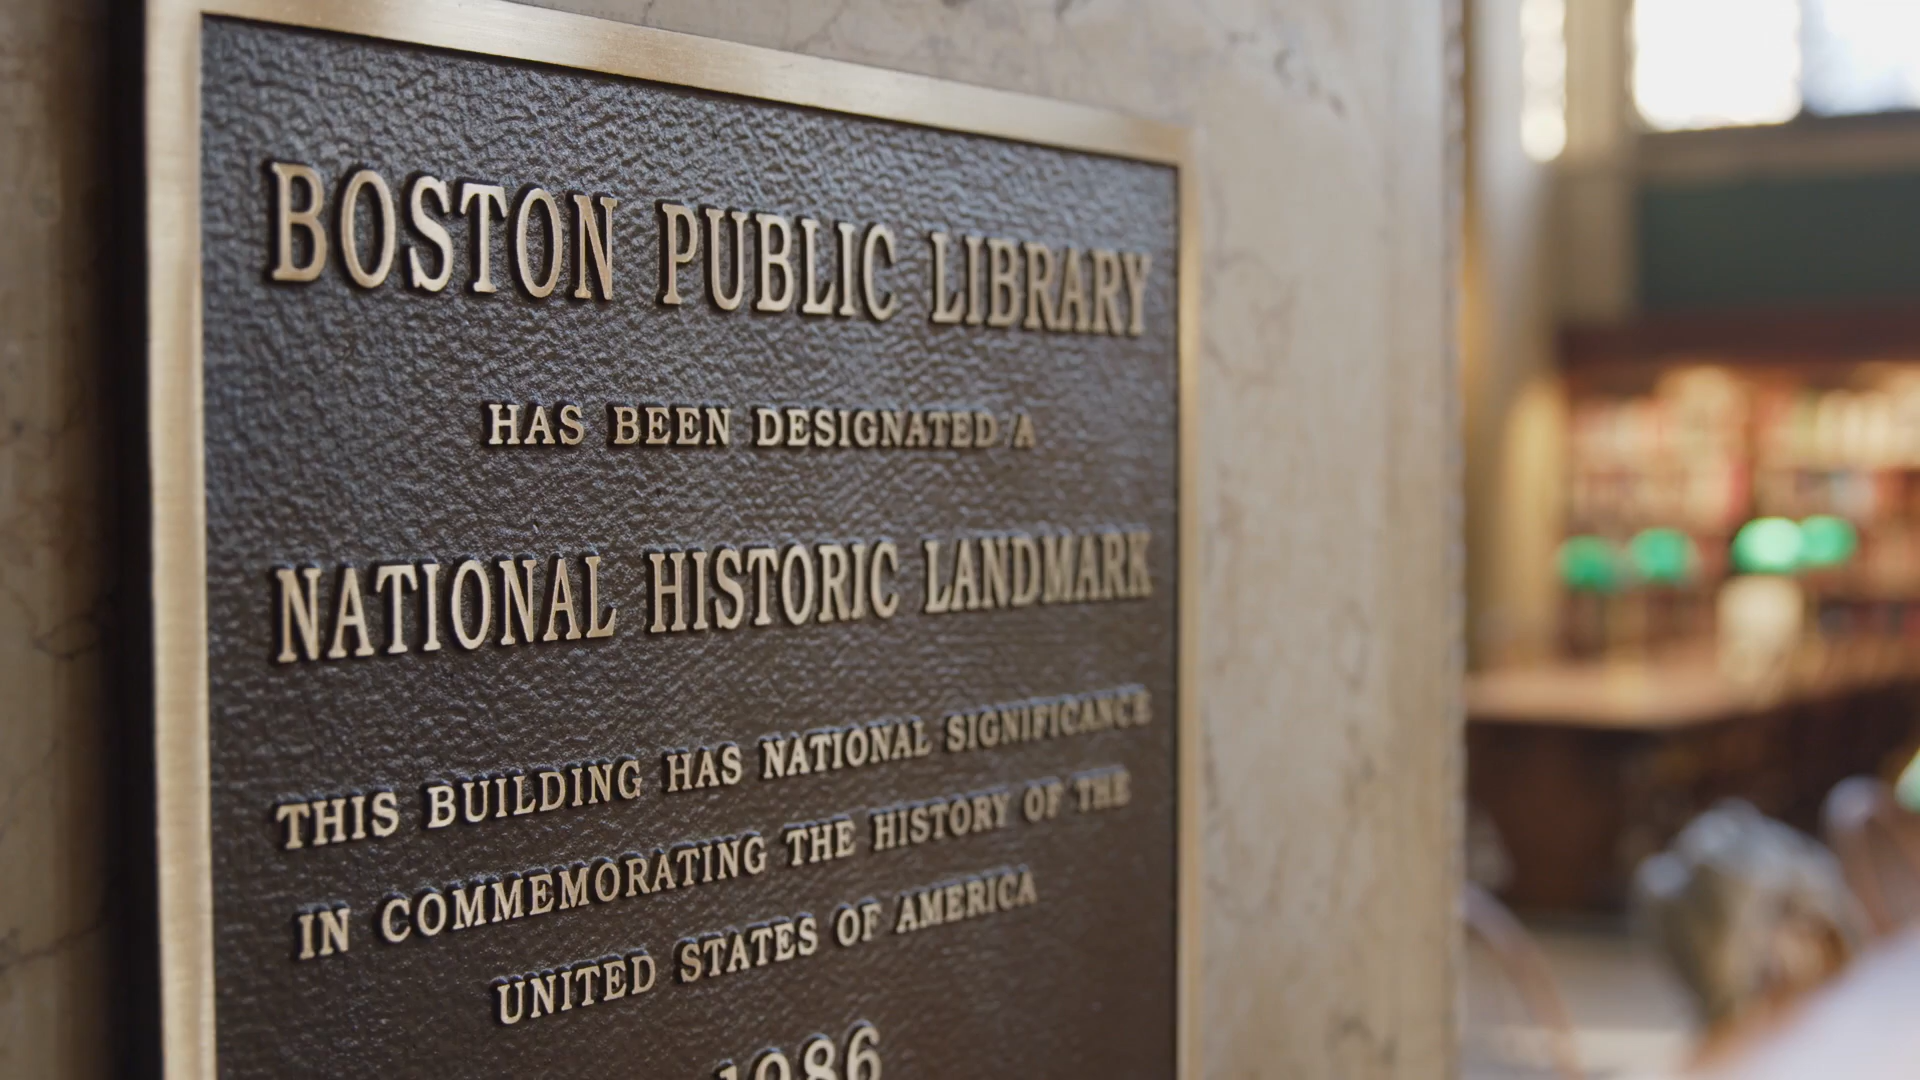 BOSTON PUBLIC LIBRARY
HAS BEEN DESIGNATED A
NATIONAL HISTORIC LANDMARK
THIS BUILDING HAS NATIONAL SIGNIFICANCE
IN COMMEMORATING THE HISTORY OF THE
UNITED STATES OF AMERICA
1986